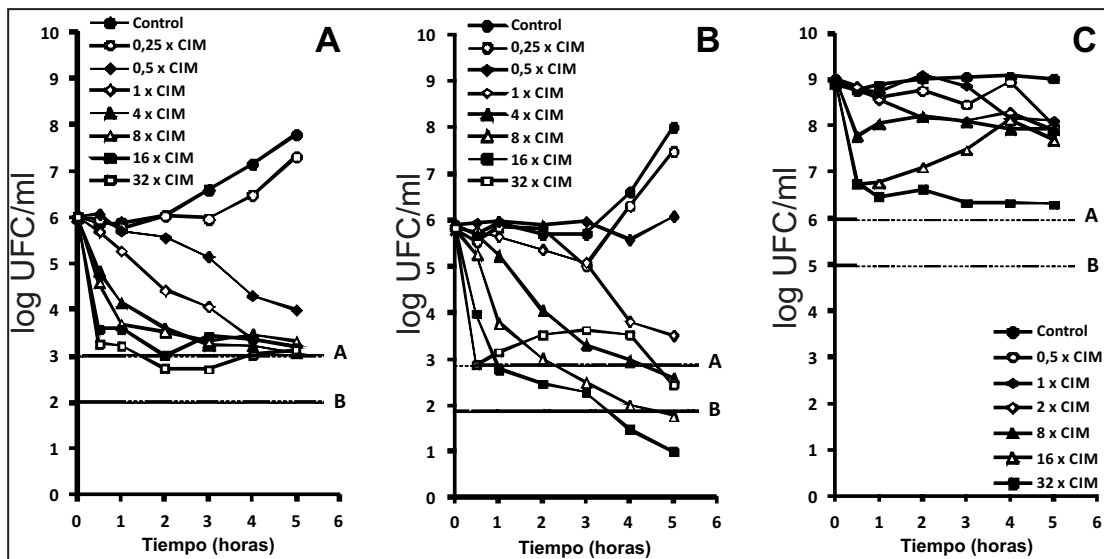 A
Control
0,25 x CIM
0,5 x CIM
1 x CIM
4 x CIM
8 x CIM
16 x CIM
32 x CIM
log UFC/ml
10
9
8
7
6
5
4
3
2
1
0
A
B
0 1 2 3 4 5 6
Tiempo (horas)
B
Control
0,25 x CIM
0,5 x CIM
1 x CIM
4 x CIM
8 x CIM
16 x CIM
32 x CIM
log UFC/ml
10
9
8
7
6
5
4
3
2
1
0
A
B
0 1 2 3 4 5 6
Tiempo (horas)
C
log UFC/ml
10
9
8
7
6
5
4
3
2
1
0
A
B
Control
0,5 x CIM
1 x CIM
2 x CIM
8 x CIM
16 x CIM
32 x CIM
0 1 2 3 4 5 6
Tiempo (horas)